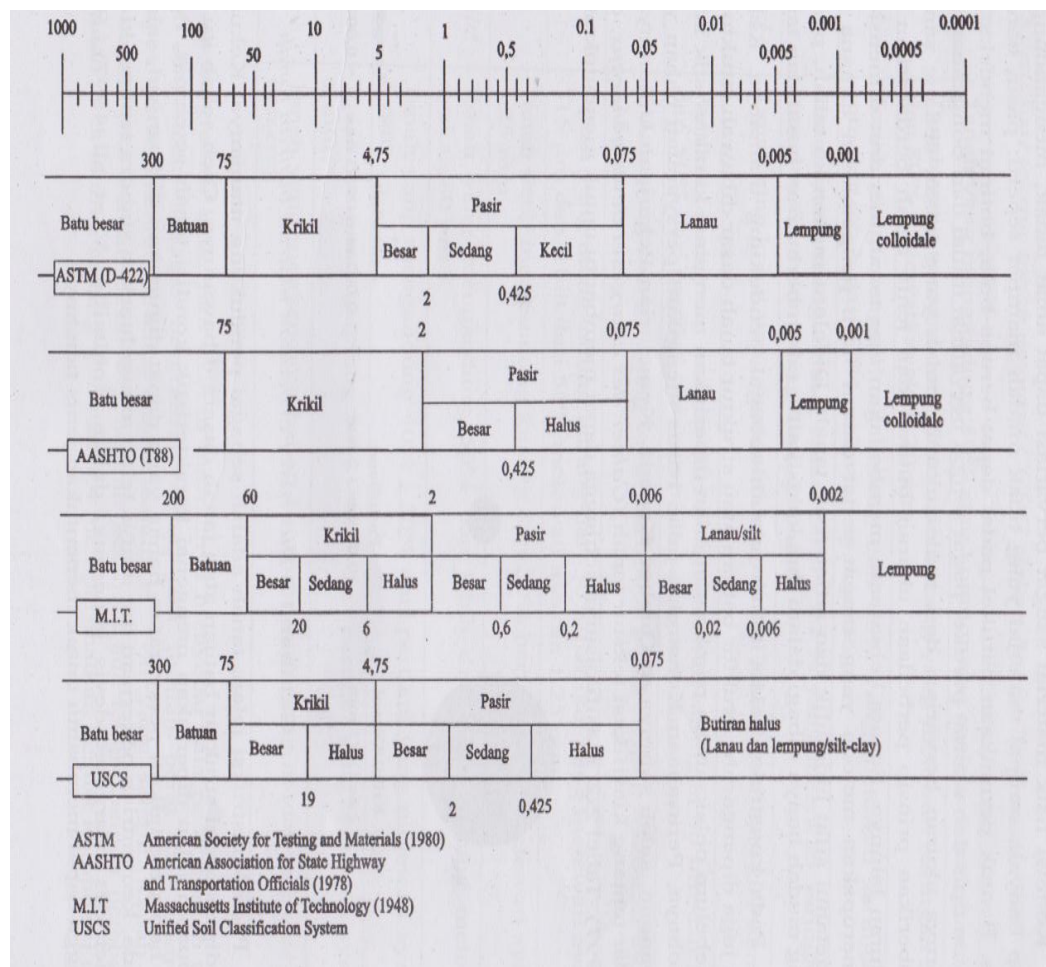 1000 100 10 1 0.1 0.01 0.001 0.0001
500 50 5 0,5 0,05 0,005 0,0005
300 75 4,75 0,075 0,005 0,001
Batu besar Batuan Krikil Pasir Lanau Lempung Lempung colloidale
Besar Sedang Kecil
ASTM (D-422)
2 0,425
75 2 0,075 0,005 0,001
Batu besar Krikil Pasir Lanau Lempung Lempung colloidale
Besar Halus
AASHTO (T88)
0,425
200 60 2 0,006 0,002
Batu besar Batuan Krikil Pasir Lanau/silt Lempung
Besar Sedang Halus Besar Sedang Halus Besar Sedang Halus
M.I.T.
20 6 0,6 0,2 0,02 0,006
300 75 4,75 0,075
Batu besar Batuan Krikil Pasir Butiran halus
(Lanau dan lempung/silt-clay)
Besar Halus Besar Sedang Halus
USCS
19 2 0,425
ASTM American Society for Testing and Materials (1980)
AASHTO American Association for State Highway
and Transportation Officials (1978)
M.I.T Massachusetts Institute of Technology (1948)
USCS Unified Soil Classification System